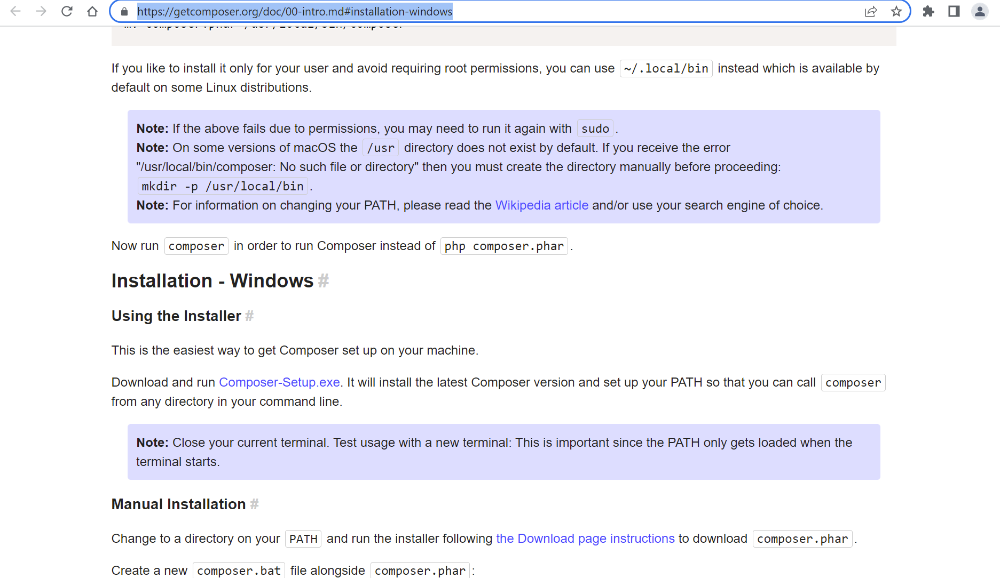 https://getcomposer.org/doc/00-intro.md#installation-windows
If you like to install it only for your user and avoid requiring root permissions, you can use ~/.local/bin instead which is available by
default on some Linux distributions.
Note: If the above fails due to permissions, you may need to run it again with sudo.
Note: On some versions of macOS the /usr directory does not exist by default. If you receive the error
"/usr/local/bin/composer: No such file or directory" then you must create the directory manually before proceeding:
mkdir -p /usr/local/bin.
Note: For information on changing your PATH, please read the Wikipedia article and/or use your search engine of choice.
Now run composer in order to run Composer instead of php composer.phar.
Installation - Windows #
Using the Installer #
This is the easiest way to get Composer set up on your machine.
Download and run Composer-Setup.exe. It will install the latest Composer version and set up your PATH so that you can call composer
from any directory in your command line.
Note: Close your current terminal. Test usage with a new terminal: This is important since the PATH only gets loaded when the
terminal starts.
Manual Installation #
Change to a directory on your PATH and run the installer following the Download page instructions to download composer.phar.
Create a new composer.bat file alongside composer.phar: